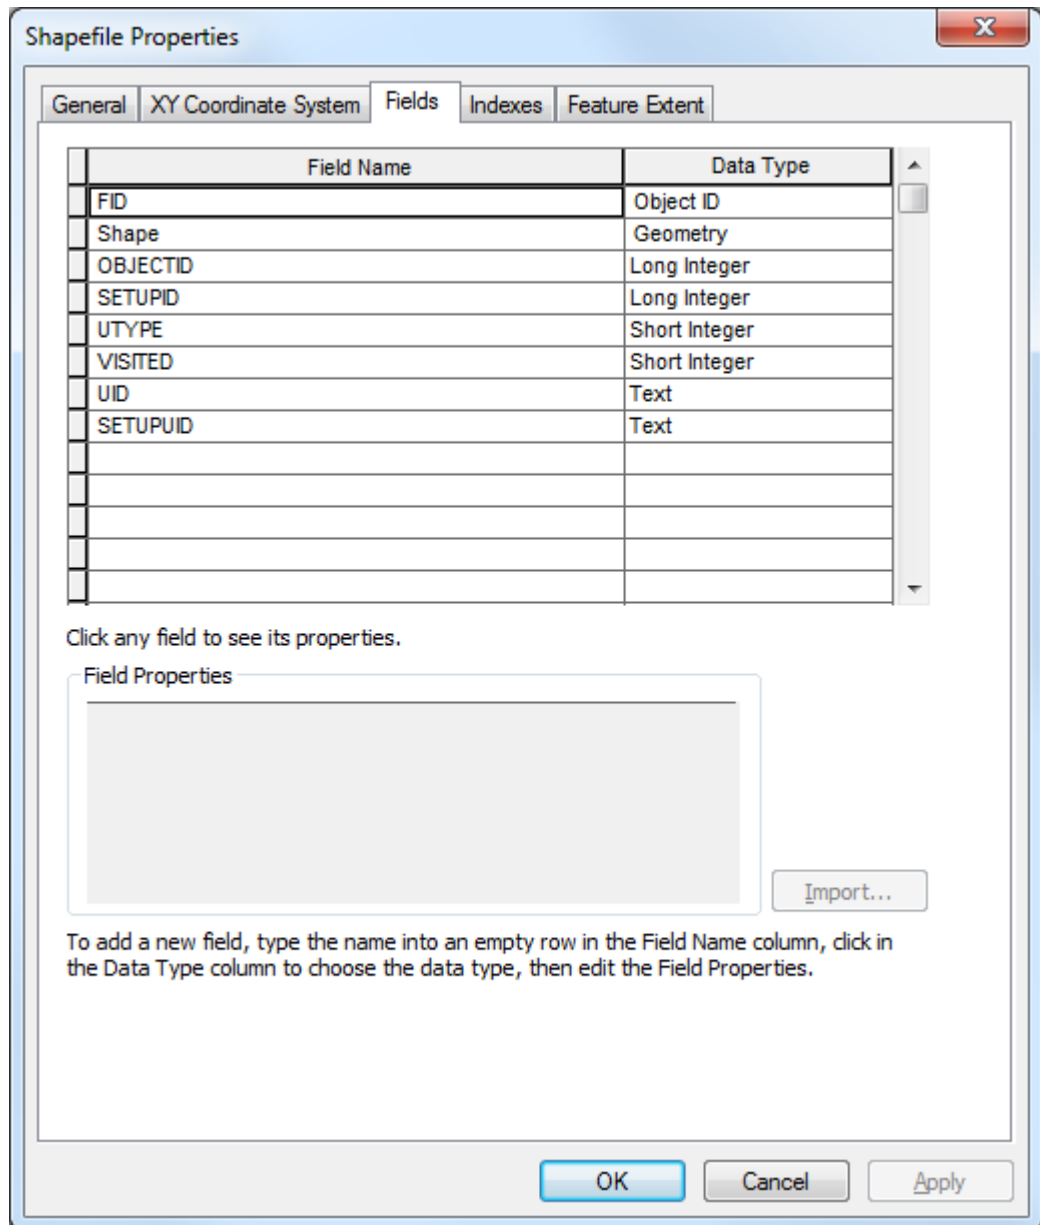 Shapefile Properties
General XY Coordinate System Fields Indexes Feature Extent
Field Name Data Type
FID Object ID
Shape Geometry
OBJECTID Long Integer
SETUPID Long Integer
UTYPE Short Integer
VISITED Short Integer
UID Text
SETUPUID Text
Click any field to see its properties.
Field Properties
Import...
To add a new field, type the name into an empty row in the Field Name column, click in
the Data Type column to choose the data type, then edit the Field Properties.
OK Cancel Apply